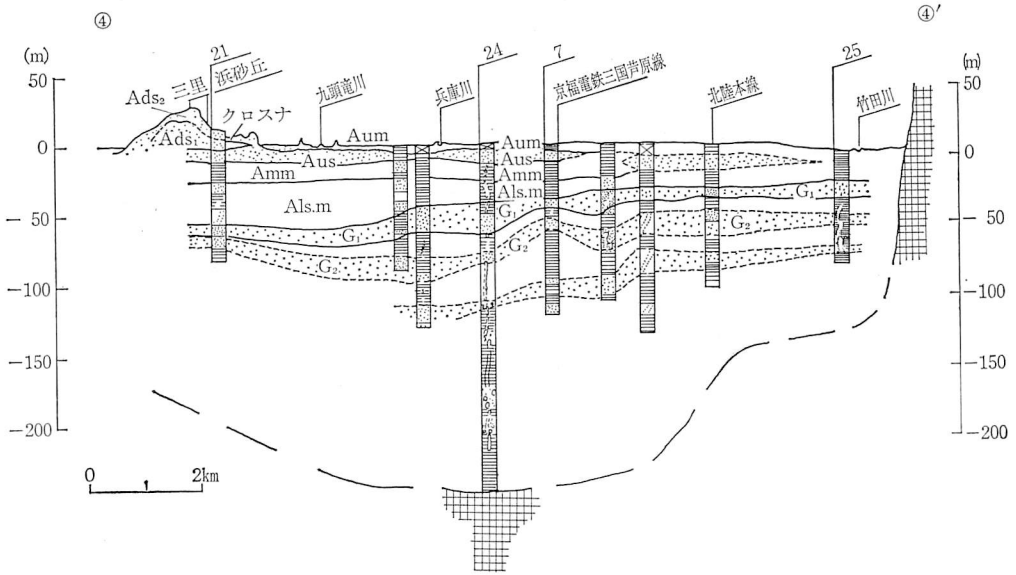 ④
④′
(m)
50
0
−50
−100
−150
−200
21
三里浜砂丘
Ads₂
クロスナ
Ads₁
九頭竜川
兵庫川
24
7
京福電鉄三国芦原線
北陸本線
25
竹田川
(m)
50
0
−50
−100
−150
−200
Aum
Aum
Aus
Aus
Amm
Amm
Als.m
Als.m
G₁
G₁
G₁
G₂
G₂
G₂
0
2km